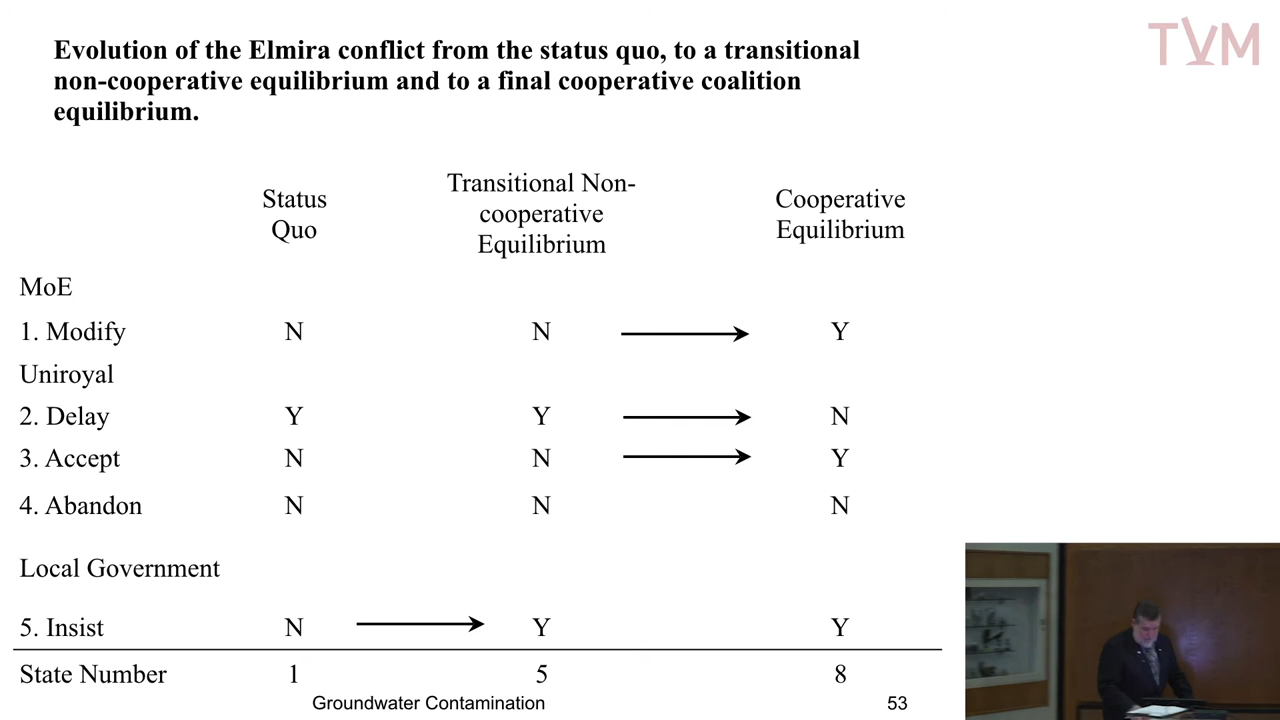 TVM
Evolution of the Elmira conflict from the status quo, to a transitional
non-cooperative equilibrium and to a final cooperative coalition
equilibrium.
Status
Quo
Transitional Non-
cooperative
Equilibrium
Cooperative
Equilibrium
MoE
1. Modify N N Y
Uniroyal
2. Delay Y Y N
3. Accept N N Y
4. Abandon N N N
Local Government
5. Insist N Y Y
State Number 1 5 8
Groundwater Contamination 53